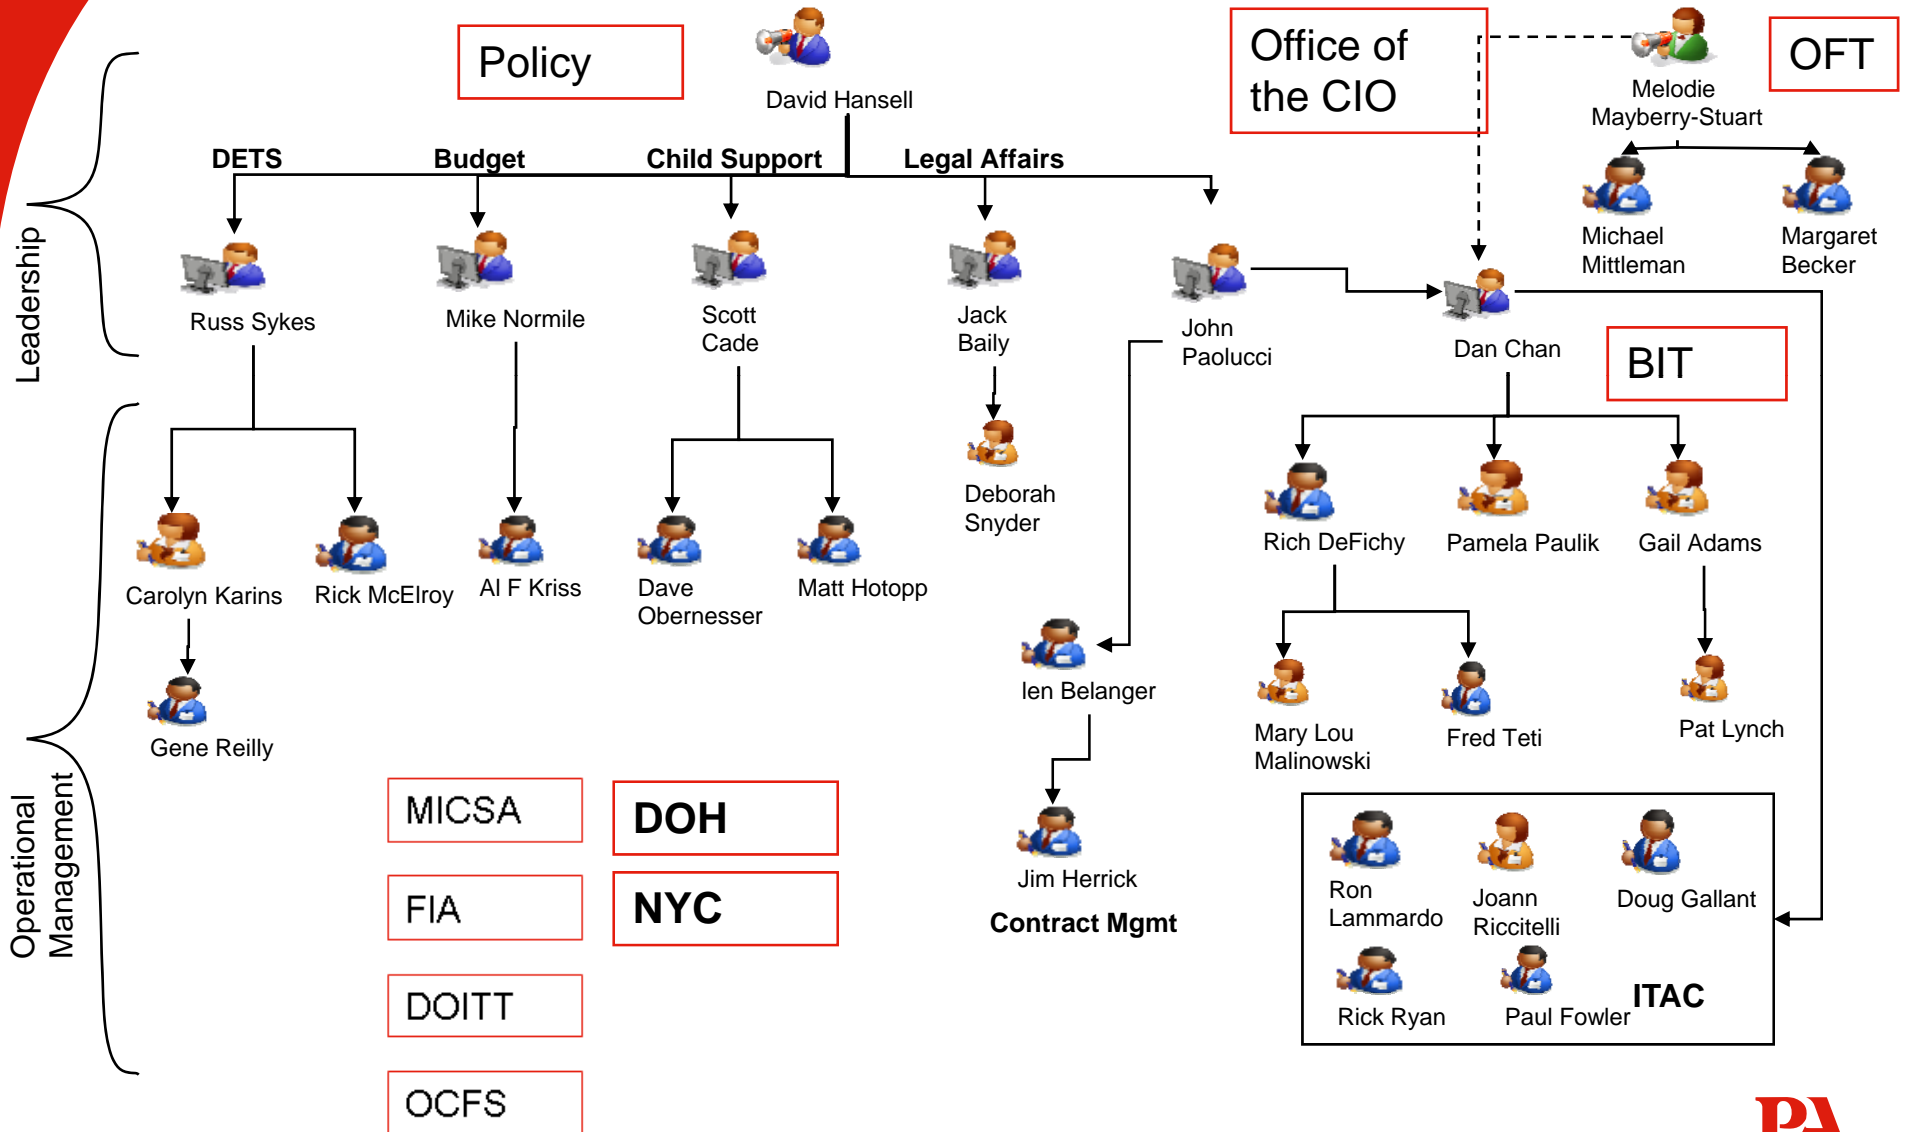 Policy
Office of
the CIO
OFT
David Hansell
Melodie
Mayberry-Stuart
DETS
Budget
Child Support
Legal Affairs
Michael
Mittleman
Margaret
Becker
Leadership
Russ Sykes
Mike Normile
Scott
Cade
Jack
Baily
John
Paolucci
Dan Chan
BIT
Deborah
Snyder
Rich DeFichy
Pamela Paulik
Gail Adams
Carolyn Karins
Rick McElroy
Al F Kriss
Dave
Obernesser
Matt Hotopp
Ien Belanger
Gene Reilly
Mary Lou
Malinowski
Fred Teti
Pat Lynch
Operational
Management
MICSA
DOH
FIA
NYC
DOITT
OCFS
Jim Herrick
Contract Mgmt
Ron
Lammardo
Joann
Riccitelli
Doug Gallant
Rick Ryan
Paul Fowler
ITAC
PA